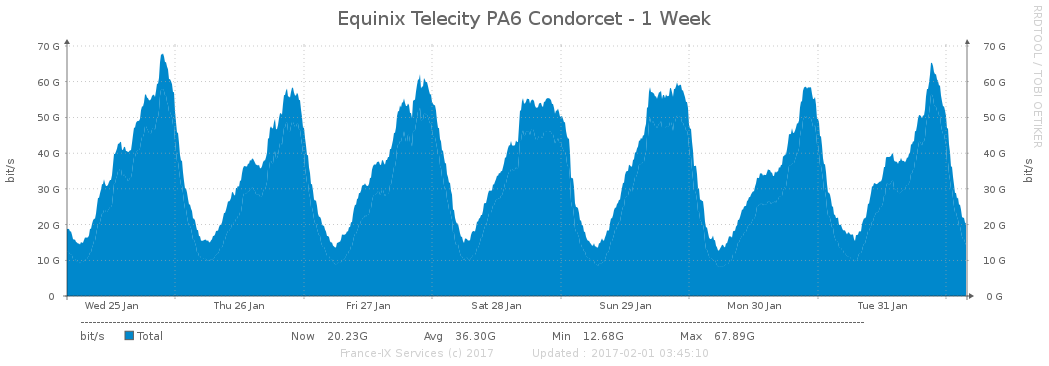 Equinix Telecity PA6 Condorcet - 1 Week
RRDTOOL / TOBI OETIKER
70 G 70 G
60 G 60 G
50 G 50 G
40 G 40 G
30 G 30 G
20 G 20 G
10 G 10 G
0 0 G
bit/s
bit/s
Wed 25 Jan Thu 26 Jan Fri 27 Jan Sat 28 Jan Sun 29 Jan Mon 30 Jan Tue 31 Jan
bit/s Total Now 20.23G Avg 36.30G Min 12.68G Max 67.89G
France-IX Services (c) 2017 Updated : 2017-02-01 03:45:10